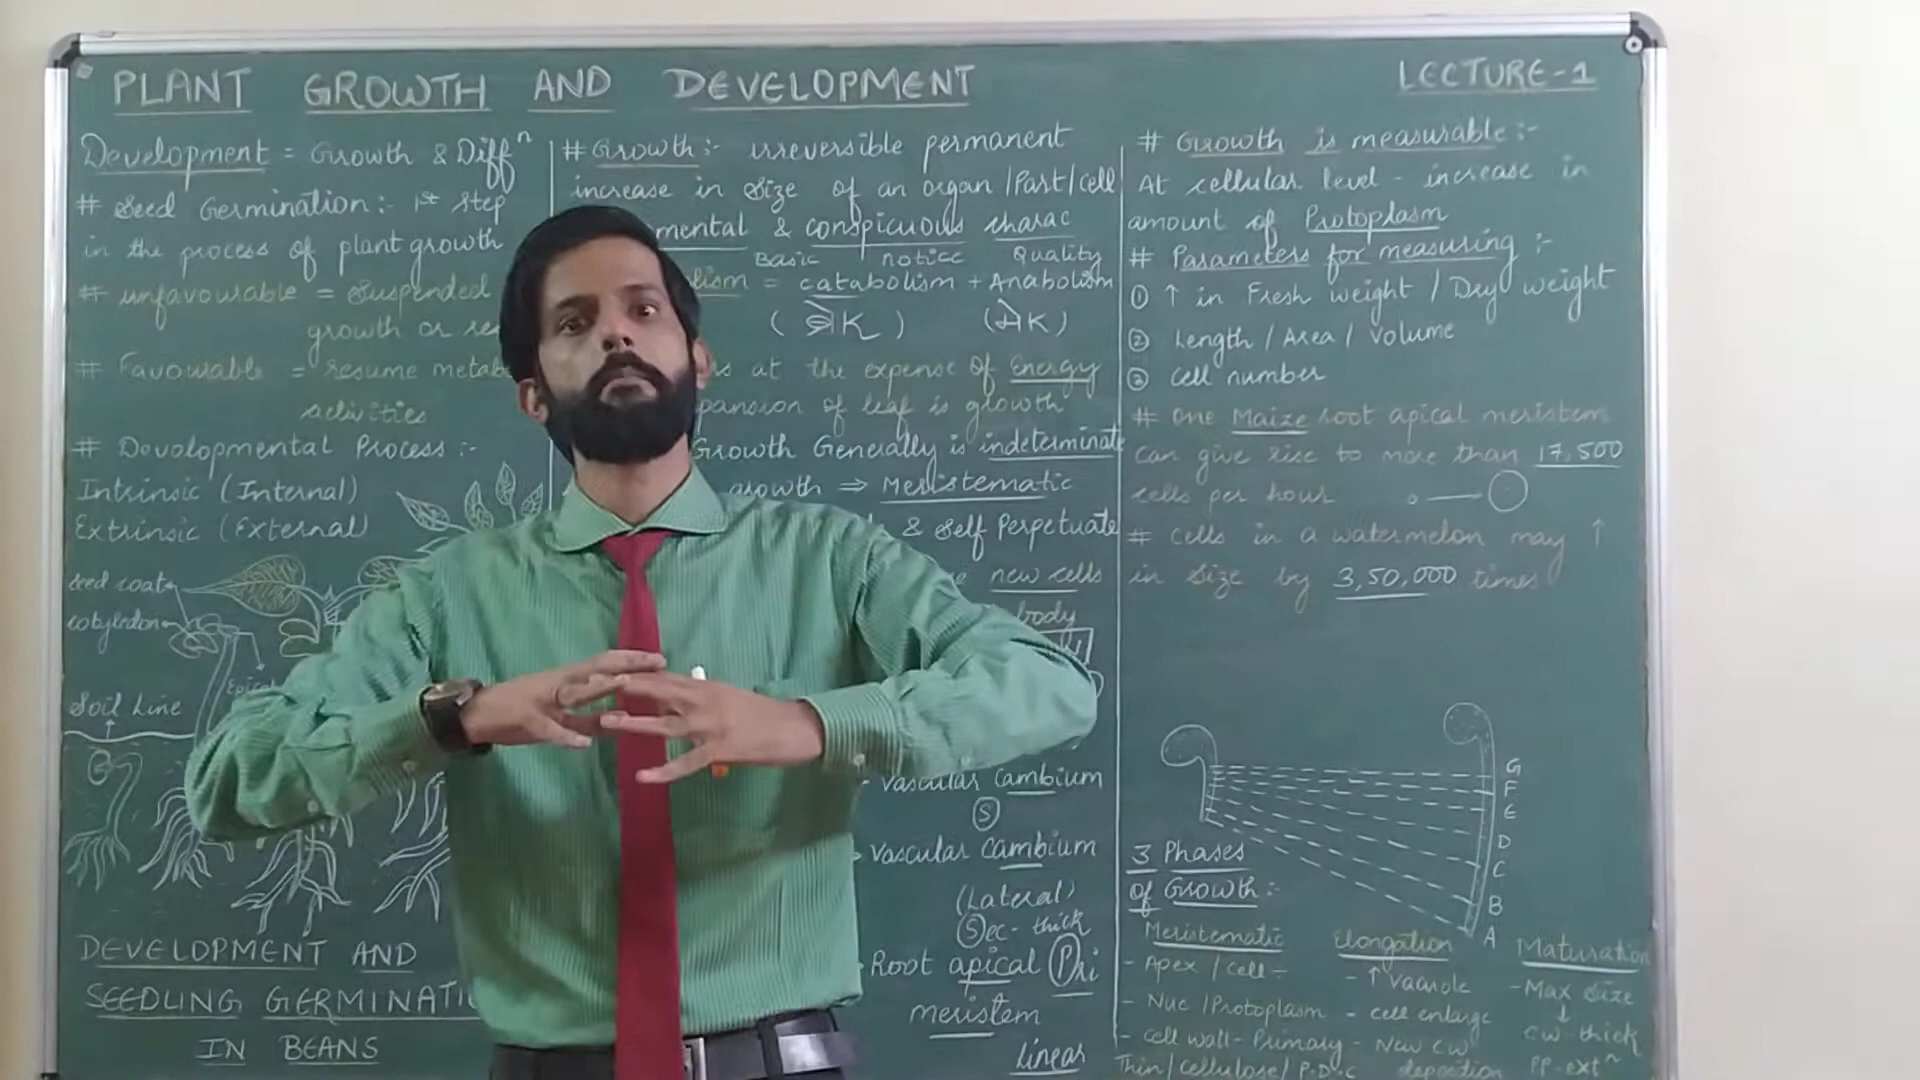 PLANT GROWTH AND DEVELOPMENT
LECTURE-1
Development = Growth & Diffⁿ
# Seed Germination:- 1st step
in the process of plant growth
# unfavourable = suspended
growth or
# Favourable = resume
activities
# Developmental Process:-
Intrinsic (Internal)
Extrinsic (External)
seed coat
cotyledon
Soil Line
DEVELOPMENT AND
SEEDLING GERMINATI
IN BEANS
# Growth:- irreversible permanent
increase in Size of an organ /Part/cell
mental & conspicuous charac
Basic notice Quality
lism = catabolism + Anabolism
at the expense of Energy
pansion of leaf is growth
Growth Generally is indeterminate
growth ⇒ Meristematic
& Self Perpetuate
new cells
body
Vascular Cambium
Ⓢ
Vascular Cambium
(Lateral)
Ⓢec- thick
Root apical Pri
meristem
linear
# Growth is measurable:-
At cellular level - increase in
amount of Protoplasm
# Parameters for measuring:-
① ↑ in Fresh weight / Dry weight
② Length / Area / Volume
③ cell number
# One Maize root apical meristem
can give rise to more than 17,500
cells per hour
# Cells in a watermelon may ↑
in size by 3,50,000 times
G
F
E
D
C
B
A
3 Phases
of Growth:-
Meristematic
- Apex / cell ÷
- Nuc /Protoplasm
- Cell wall - Primary
Thin/Cellulose/P.D.C
Elongation
- ↑ Vacuole
- cell enlarge
- New CW
deposition
Maturation
- Max size
↓
CW-thick
PP-extⁿ